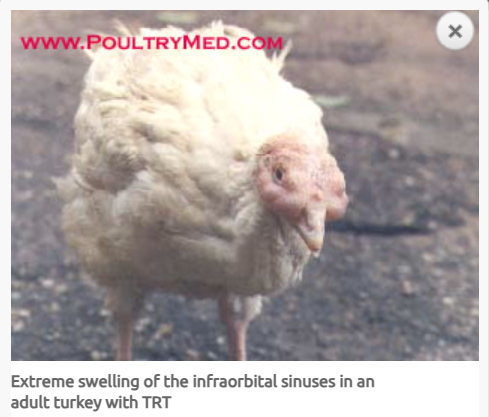 www.PoultryMed.com
Extreme swelling of the infraorbital sinuses in an
adult turkey with TRT